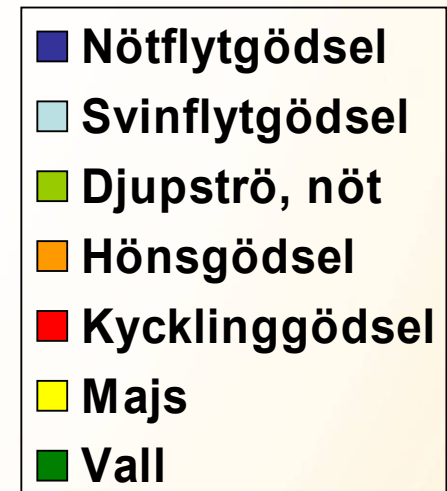 Nötflytgödsel
Svinflytgödsel
Djupströ, nöt
Hönsgödsel
Kycklinggödsel
Majs
Vall